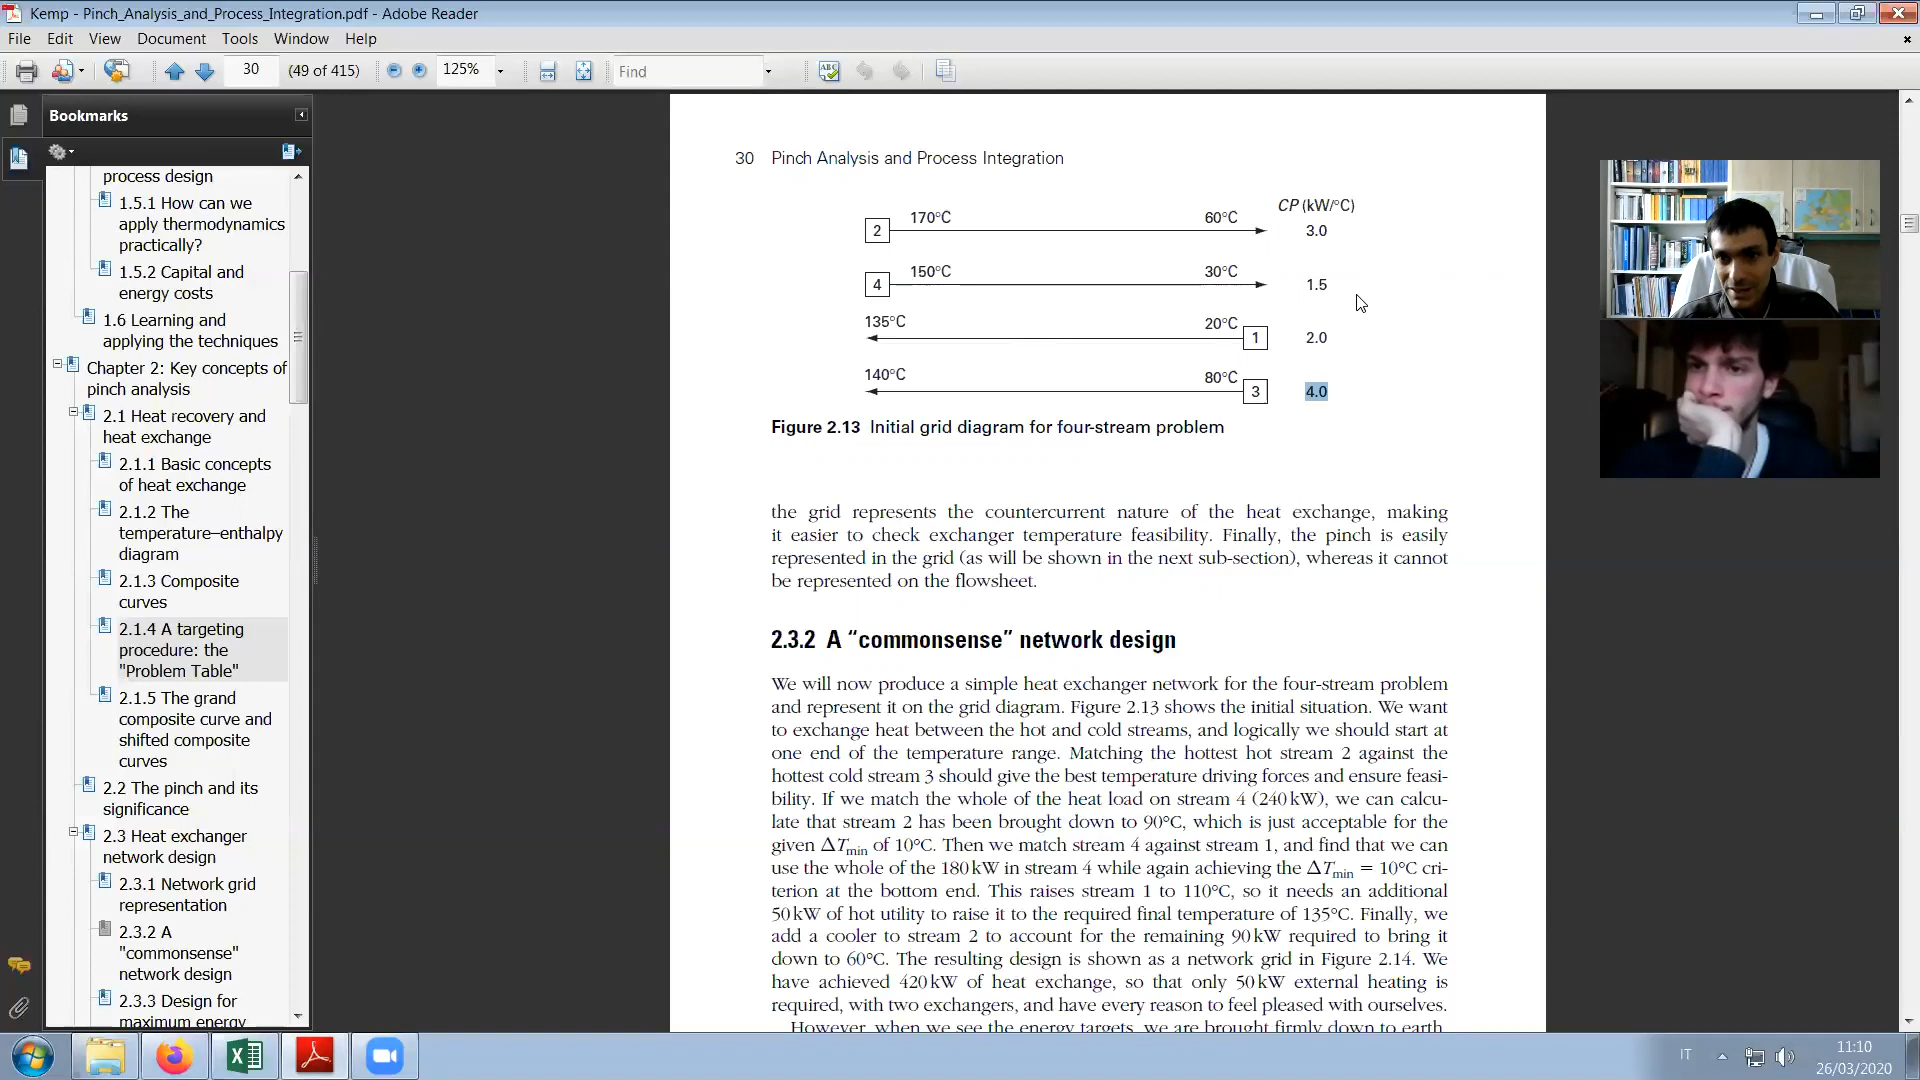 Kemp - Pinch_Analysis_and_Process_Integration.pdf - Adobe Reader
File Edit View Document Tools Window Help
30 (49 of 415) 125% Find
Bookmarks
process design
1.5.1 How can we
apply thermodynamics
practically?
1.5.2 Capital and
energy costs
1.6 Learning and
applying the techniques
Chapter 2: Key concepts of
pinch analysis
2.1 Heat recovery and
heat exchange
2.1.1 Basic concepts
of heat exchange
2.1.2 The
temperature–enthalpy
diagram
2.1.3 Composite
curves
2.1.4 A targeting
procedure: the
"Problem Table"
2.1.5 The grand
composite curve and
shifted composite
curves
2.2 The pinch and its
significance
2.3 Heat exchanger
network design
2.3.1 Network grid
representation
2.3.2 A
"commonsense"
network design
2.3.3 Design for
maximum energy
30 Pinch Analysis and Process Integration
CP (kW/°C)
2 170°C 60°C 3.0
4 150°C 30°C 1.5
135°C 20°C 1 2.0
140°C 80°C 3 4.0
Figure 2.13 Initial grid diagram for four-stream problem
the grid represents the countercurrent nature of the heat exchange, making
it easier to check exchanger temperature feasibility. Finally, the pinch is easily
represented in the grid (as will be shown in the next sub-section), whereas it cannot
be represented on the flowsheet.
2.3.2 A “commonsense” network design
We will now produce a simple heat exchanger network for the four-stream problem
and represent it on the grid diagram. Figure 2.13 shows the initial situation. We want
to exchange heat between the hot and cold streams, and logically we should start at
one end of the temperature range. Matching the hottest hot stream 2 against the
hottest cold stream 3 should give the best temperature driving forces and ensure feasi-
bility. If we match the whole of the heat load on stream 4 (240 kW), we can calcu-
late that stream 2 has been brought down to 90°C, which is just acceptable for the
given ΔTmin of 10°C. Then we match stream 4 against stream 1, and find that we can
use the whole of the 180 kW in stream 4 while again achieving the ΔTmin = 10°C cri-
terion at the bottom end. This raises stream 1 to 110°C, so it needs an additional
50 kW of hot utility to raise it to the required final temperature of 135°C. Finally, we
add a cooler to stream 2 to account for the remaining 90 kW required to bring it
down to 60°C. The resulting design is shown as a network grid in Figure 2.14. We
have achieved 420 kW of heat exchange, so that only 50 kW external heating is
required, with two exchangers, and have every reason to feel pleased with ourselves.
However, when we see the energy targets, we are brought firmly down to earth.
IT
11:10
26/03/2020